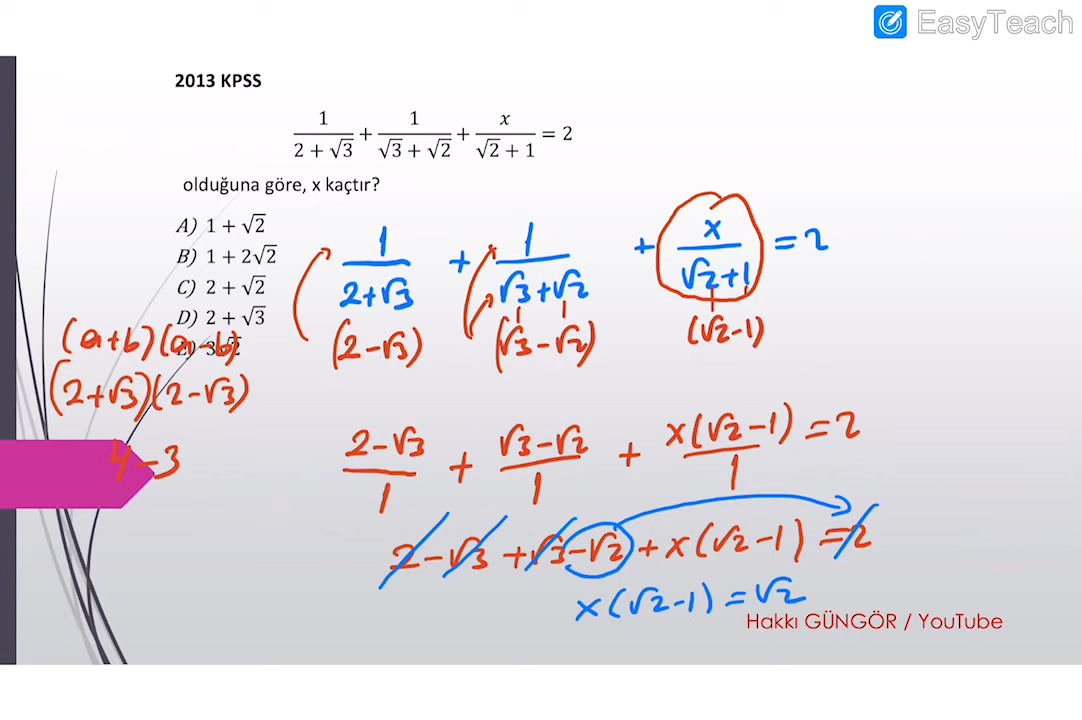 EasyTeach
2013 KPSS
1/(2 + √3) + 1/(√3 + √2) + x/(√2 + 1) = 2
olduğuna göre, x kaçtır?
A) 1 + √2
B) 1 + 2√2
C) 2 + √2
D) 2 + √3
E) 3√2
1/(2+√3) + 1/(√3+√2) + x/(√2+1) = 2
(2-√3) (√3-√2) (√2-1)
(a+b)(a-b)
(2+√3)(2-√3)
4-3
(2-√3)/1 + (√3-√2)/1 + x(√2-1)/1 = 2
2-√3+√3-√2+x(√2-1)=2
x(√2-1)=√2
Hakkı GÜNGÖR / YouTube